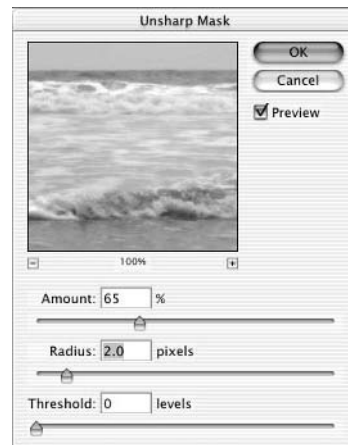 Unsharp Mask
OK
Cancel
Preview
100%
Amount: 65 %
Radius: 2.0 pixels
Threshold: 0 levels